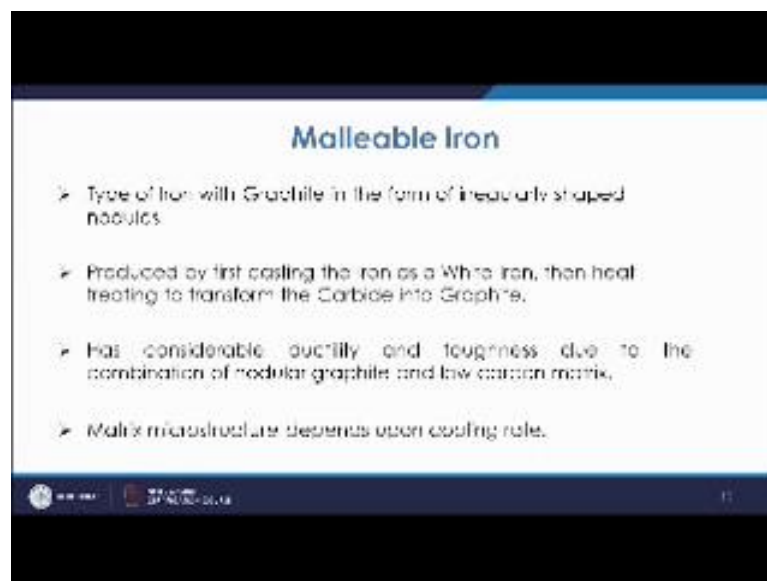 Malleable Iron
➢ Type of Iron with Graphite in the form of irregularly shaped
nodules.
➢ Produced by first casting the Iron as a White Iron, then heat
treating to transform the Carbide into Graphite.
➢ Has considerable ductility and toughness due to the
combination of nodular graphite and low carbon matrix.
➢ Matrix microstructure depends upon cooling rate.